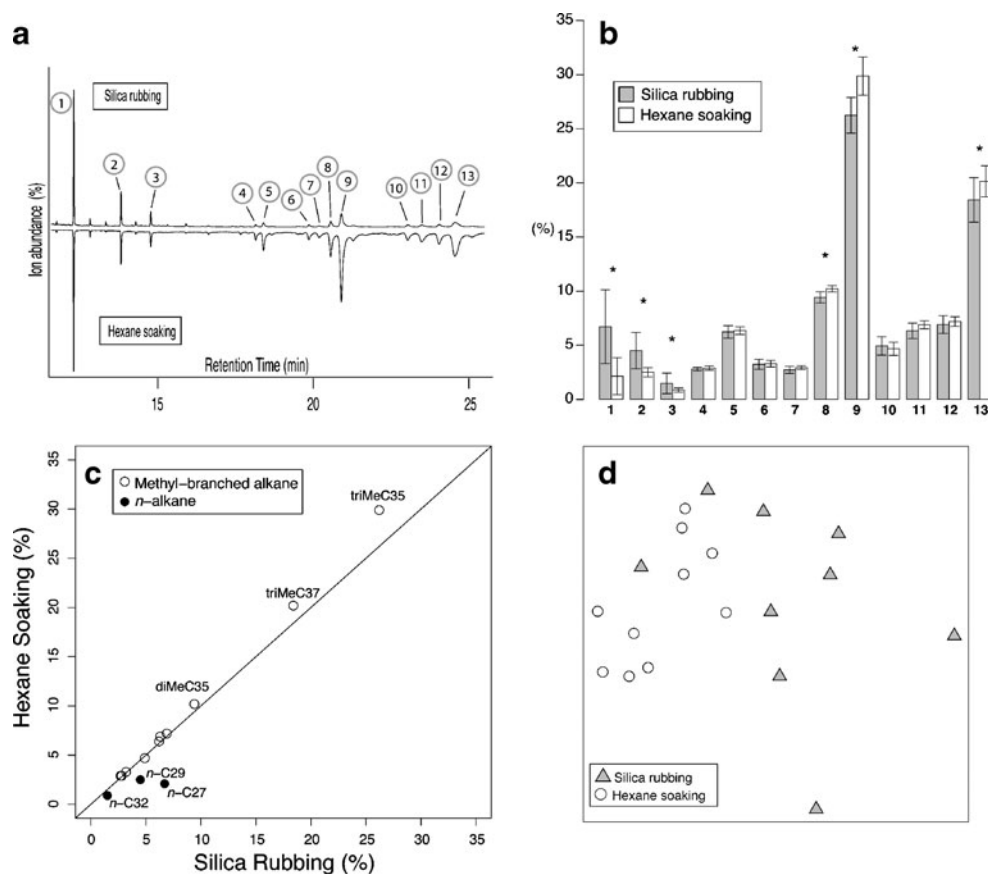 a
Silica rubbing
1
2
3
4
5
6
7
8
9
10
11
12
13
Ion abundance (%)
Hexane soaking
Retention Time (min)
15
20
25
b
35
30
25
20
(%)
15
10
5
0
Silica rubbing
Hexane soaking
* * * * * *
1 2 3 4 5 6 7 8 9 10 11 12 13
c
Methyl-branched alkane
n-alkane
triMeC35
triMeC37
diMeC35
n-C29
n-C27
n-C32
Hexane Soaking (%)
35
30
25
20
15
10
5
0
0 5 10 15 20 25 30 35
Silica Rubbing (%)
d
Silica rubbing
Hexane soaking